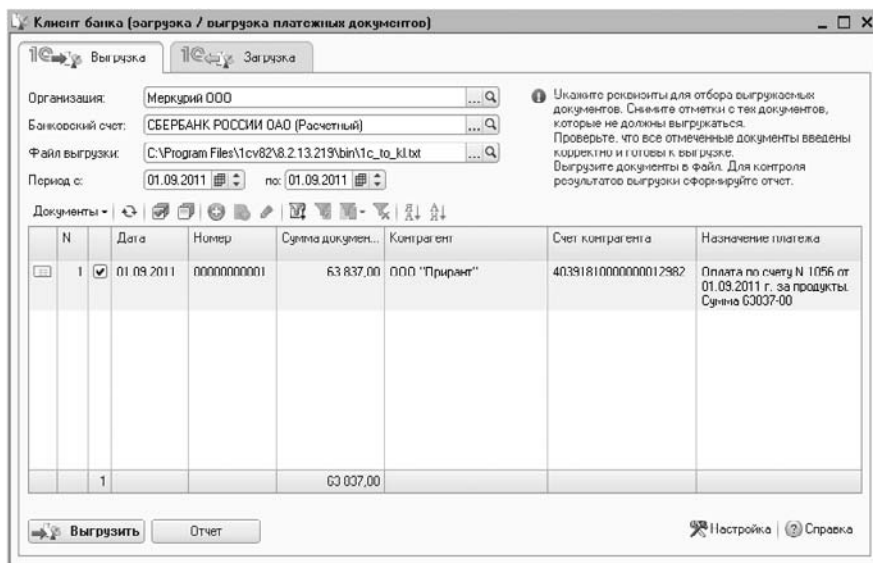 Клиент банка (загрузка / выгрузка платежных документов)
1С Выгрузка 1С Загрузка
Организация: Меркурий ООО ...
Банковский счет: СБЕРБАНК РОССИИ ОАО (Расчетный) ...
Файл выгрузки: C:\Program Files\1cv82\8.2.13.219\bin\1c_to_kl.txt ...
Период с: 01.09.2011 по: 01.09.2011
Укажите реквизиты для отбора выгружаемых
документов. Снимите отметки с тех документов,
которые не должны выгружаться.
Проверьте, что все отмеченные документы введены
корректно и готовы к выгрузке.
Выгрузите документы в файл. Для контроля
результатов выгрузки сформируйте отчет.
Документы
N Дата Номер Сумма докумен... Контрагент Счет контрагента Назначение платежа
1 01.09.2011 00000000001 63 837,00 ООО "Прирант" 40391810000000012982 Оплата по счету N 1056 от
01.09.2011 г. за продукты.
Сумма 63037-00
1 63 037,00
Выгрузить Отчет Настройка ? Справка